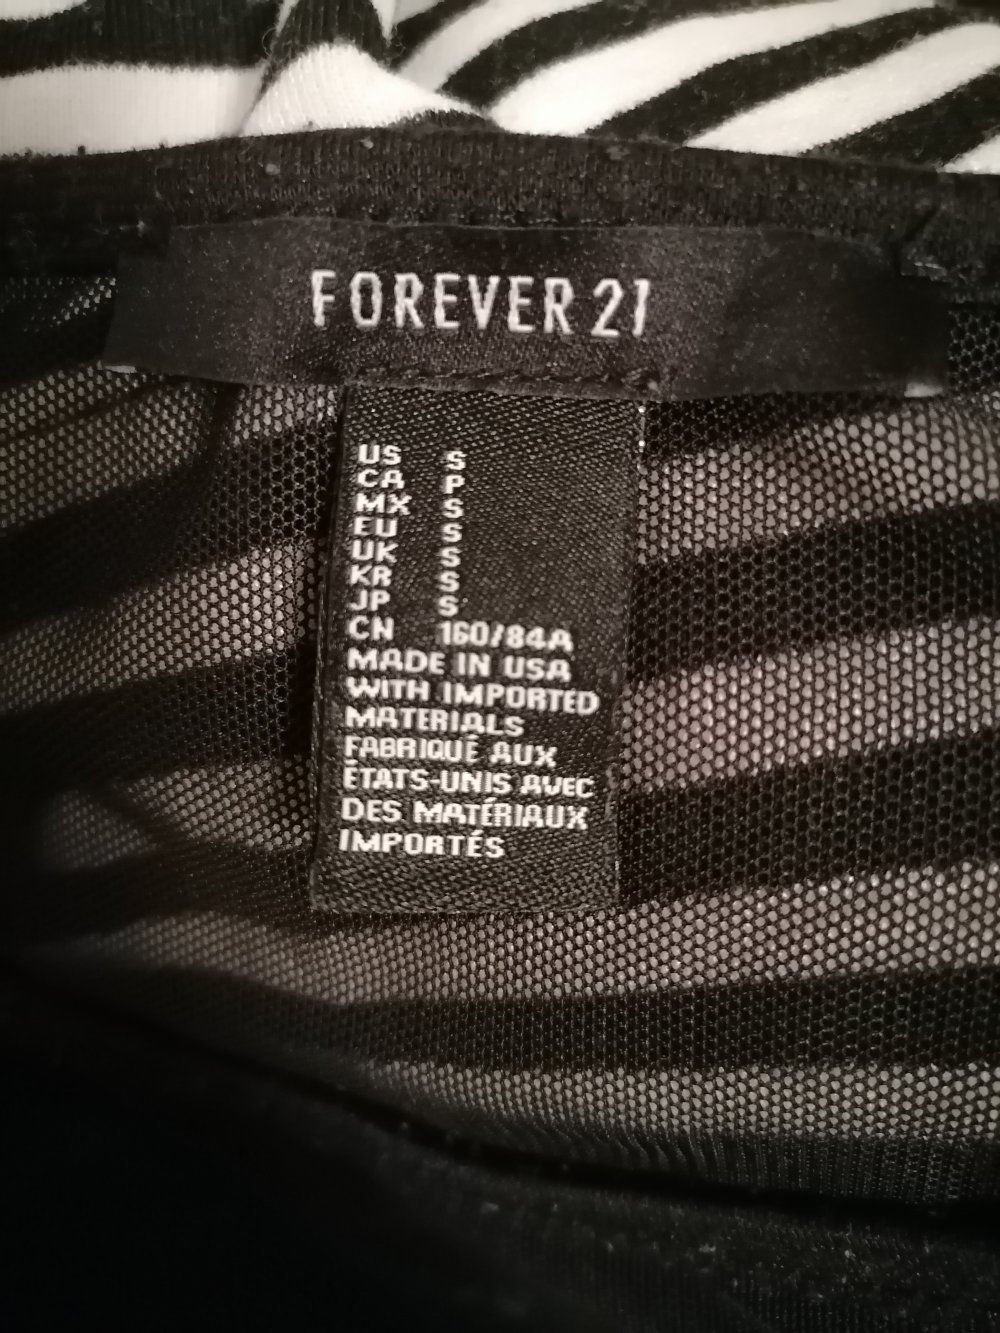 FOREVER 21
US S
CA P
MX S
EU S
UK S
KR S
JP S
CN 160/84A
MADE IN USA
WITH IMPORTED
MATERIALS
FABRIQUÉ AUX
ÉTATS-UNIS AVEC
DES MATÉRIAUX
IMPORTÉS